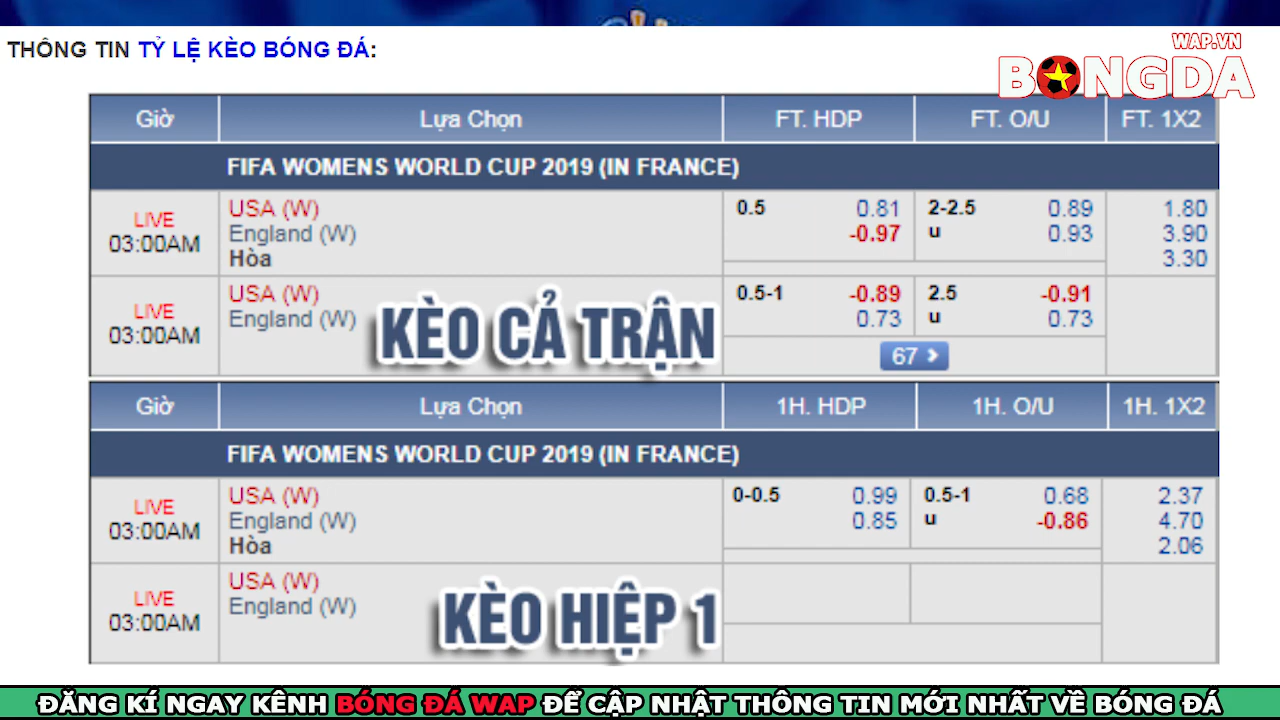 THÔNG TIN TỶ LỆ KÈO BÓNG ĐÁ:
WAP.VN
BONGDA
Giờ Lựa Chọn FT. HDP FT. O/U FT. 1X2
FIFA WOMENS WORLD CUP 2019 (IN FRANCE)
LIVE
03:00AM
USA (W) 0.5 0.81 2-2.5 0.89 1.80
England (W) -0.97 u 0.93 3.90
Hòa 3.30
LIVE
03:00AM
USA (W) 0.5-1 -0.89 2.5 -0.91
England (W) 0.73 u 0.73
KÈO CẢ TRẬN
67 >
Giờ Lựa Chọn 1H. HDP 1H. O/U 1H. 1X2
FIFA WOMENS WORLD CUP 2019 (IN FRANCE)
LIVE
03:00AM
USA (W) 0-0.5 0.99 0.5-1 0.68 2.37
England (W) 0.85 u -0.86 4.70
Hòa 2.06
LIVE
03:00AM
USA (W)
England (W)
KÈO HIỆP 1
ĐĂNG KÍ NGAY KÊNH BÓNG ĐÁ WAP ĐỂ CẬP NHẬT THÔNG TIN MỚI NHẤT VỀ BÓNG ĐÁ